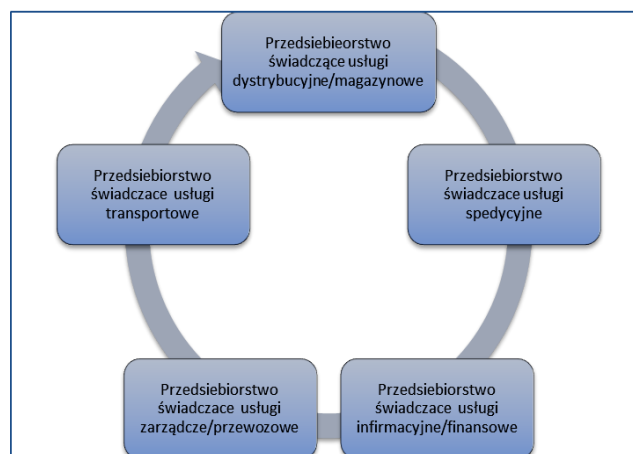 Przedsiebieorstwo
świadczące usługi
dystrybucyjne/magazynowe
Przedsiebiorstwo
świadczace usługi
spedycyjne
Przedsiebiorstwo
świadczace usługi
infirmacyjne/finansowe
Przedsiebiorstwo
świadczace usługi
zarządcze/przewozowe
Przedsiebiorstwo
świadczace usługi
transportowe